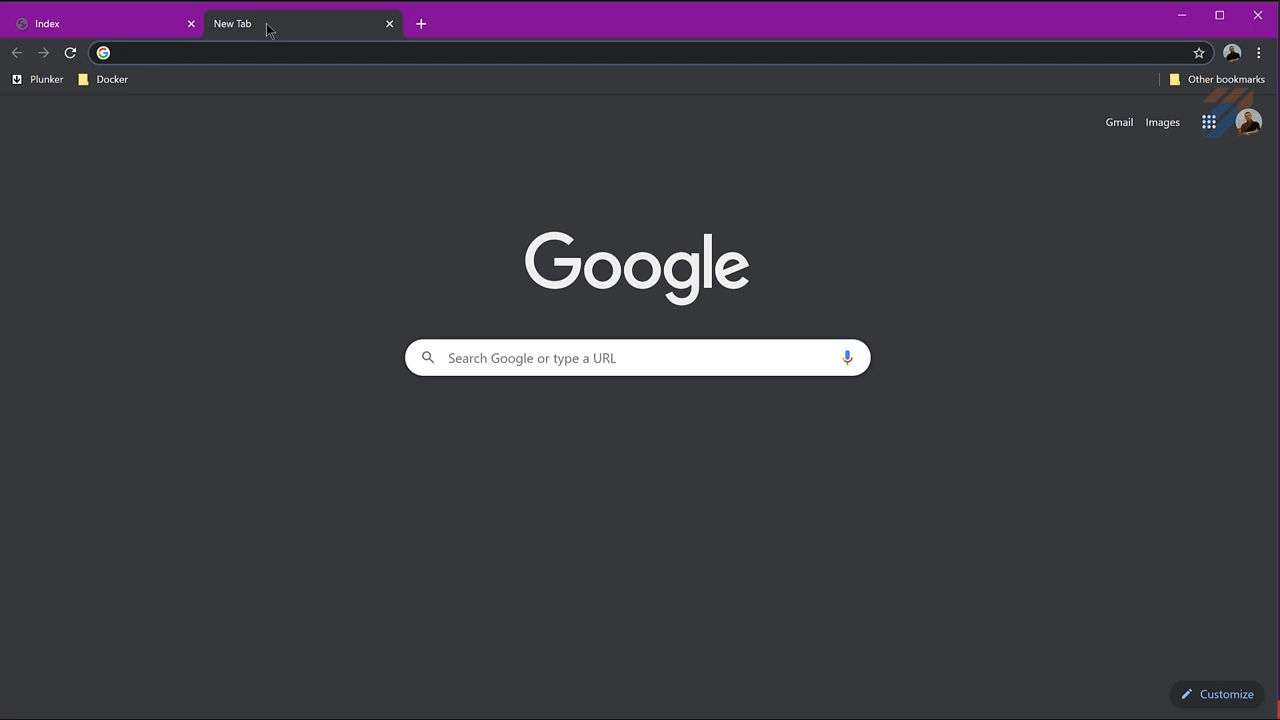 Index
New Tab
Plunker
Docker
Other bookmarks
Gmail
Images
Google
Search Google or type a URL
Customize